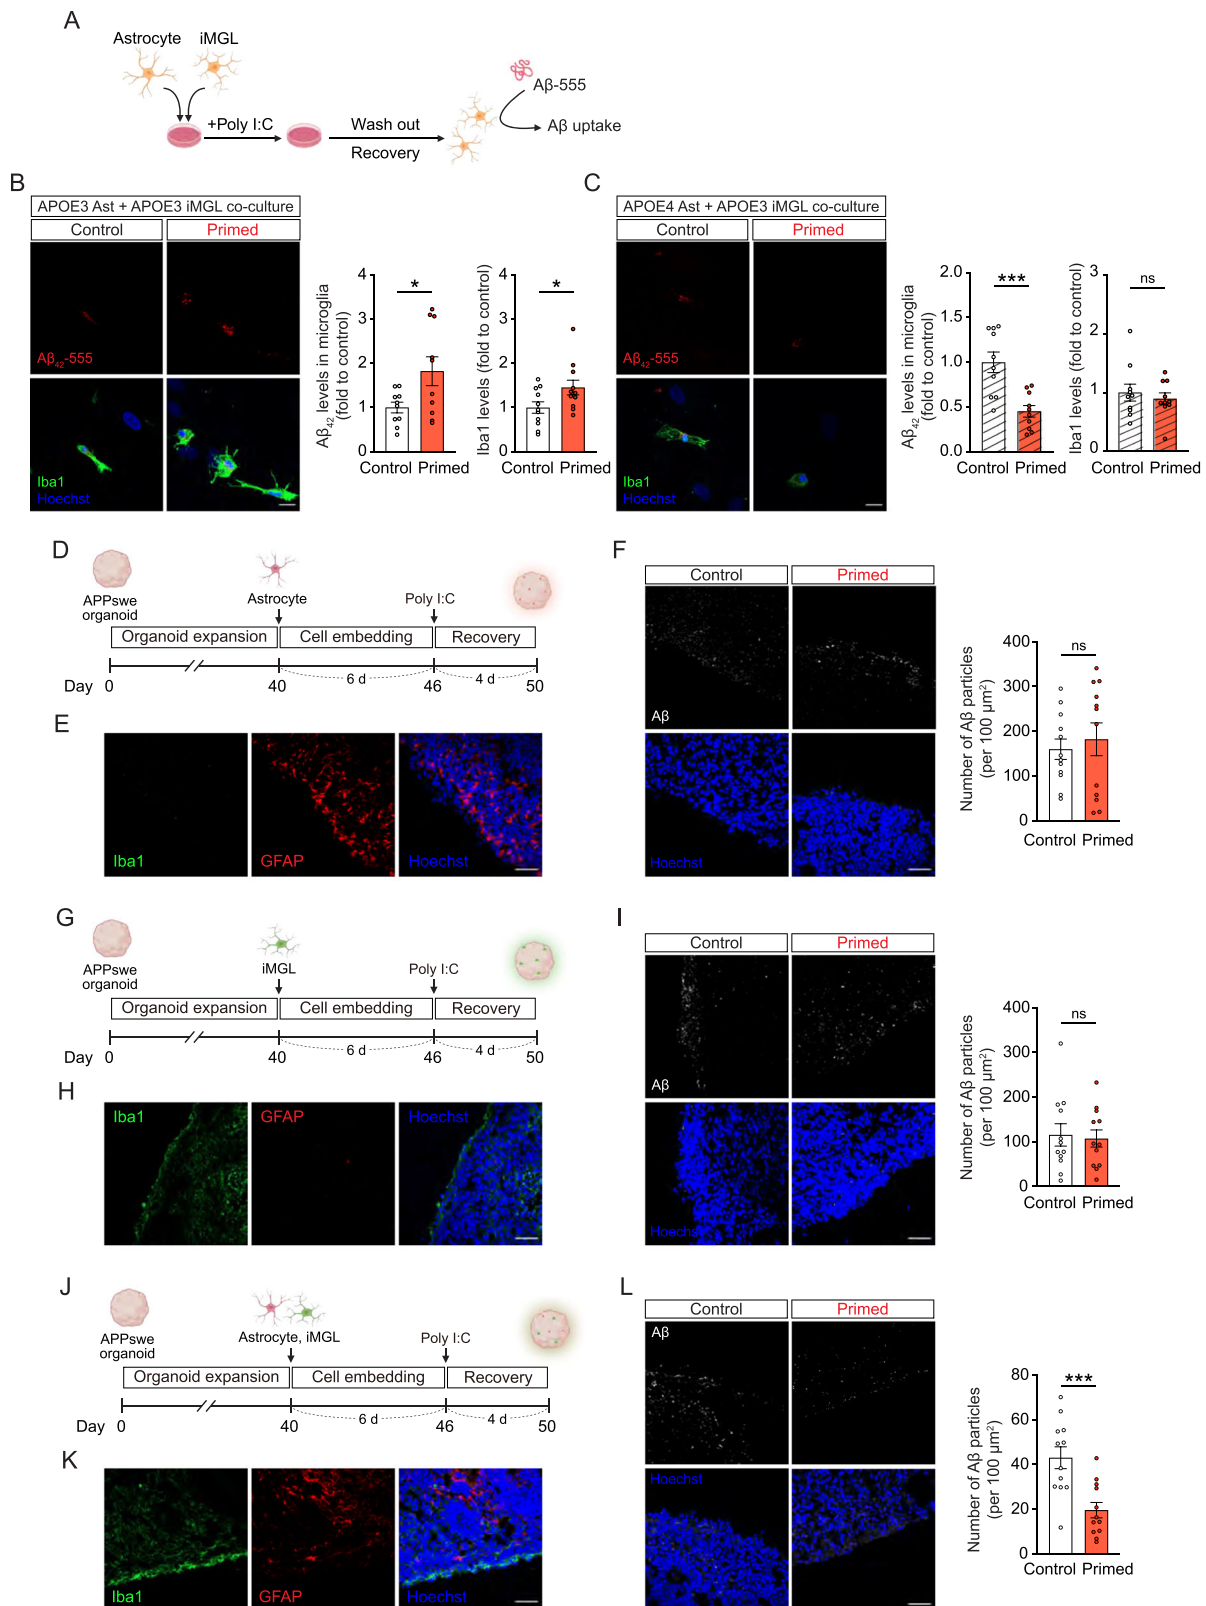 A
Astrocyte iMGL
Aβ-555
+Poly I:C
Wash out
Recovery
Aβ uptake
B
APOE3 Ast + APOE3 iMGL co-culture
Control Primed
Aβ42-555
Iba1
Hoechst
Aβ42 levels in microglia
(fold to control)
4
3
2
1
0
*
Control Primed
Iba1 levels (fold to control)
4
3
2
1
0
*
Control Primed
C
APOE4 Ast + APOE3 iMGL co-culture
Control Primed
Aβ42-555
Iba1
Hoechst
Aβ42 levels in microglia
(fold to control)
2.0
1.5
1.0
0.5
0.0
***
Control Primed
Iba1 levels (fold to control)
3
2
1
0
ns
Control Primed
D
APPswe
organoid
Astrocyte
Poly I:C
Organoid expansion Cell embedding Recovery
6 d 4 d
Day 0 40 46 50
E
Iba1 GFAP Hoechst
F
Control Primed
Aβ
Hoechst
Number of Aβ particles
(per 100 μm²)
400
300
200
100
0
ns
Control Primed
G
APPswe
organoid
iMGL
Poly I:C
Organoid expansion Cell embedding Recovery
6 d 4 d
Day 0 40 46 50
H
Iba1 GFAP Hoechst
I
Control Primed
Aβ
Hoechst
Number of Aβ particles
(per 100 μm²)
400
300
200
100
0
ns
Control Primed
J
APPswe
organoid
Astrocyte, iMGL
Poly I:C
Organoid expansion Cell embedding Recovery
6 d 4 d
Day 0 40 46 50
K
Iba1 GFAP Hoechst
L
Control Primed
Aβ
Hoechst
Number of Aβ particles
(per 100 μm²)
80
60
40
20
0
***
Control Primed